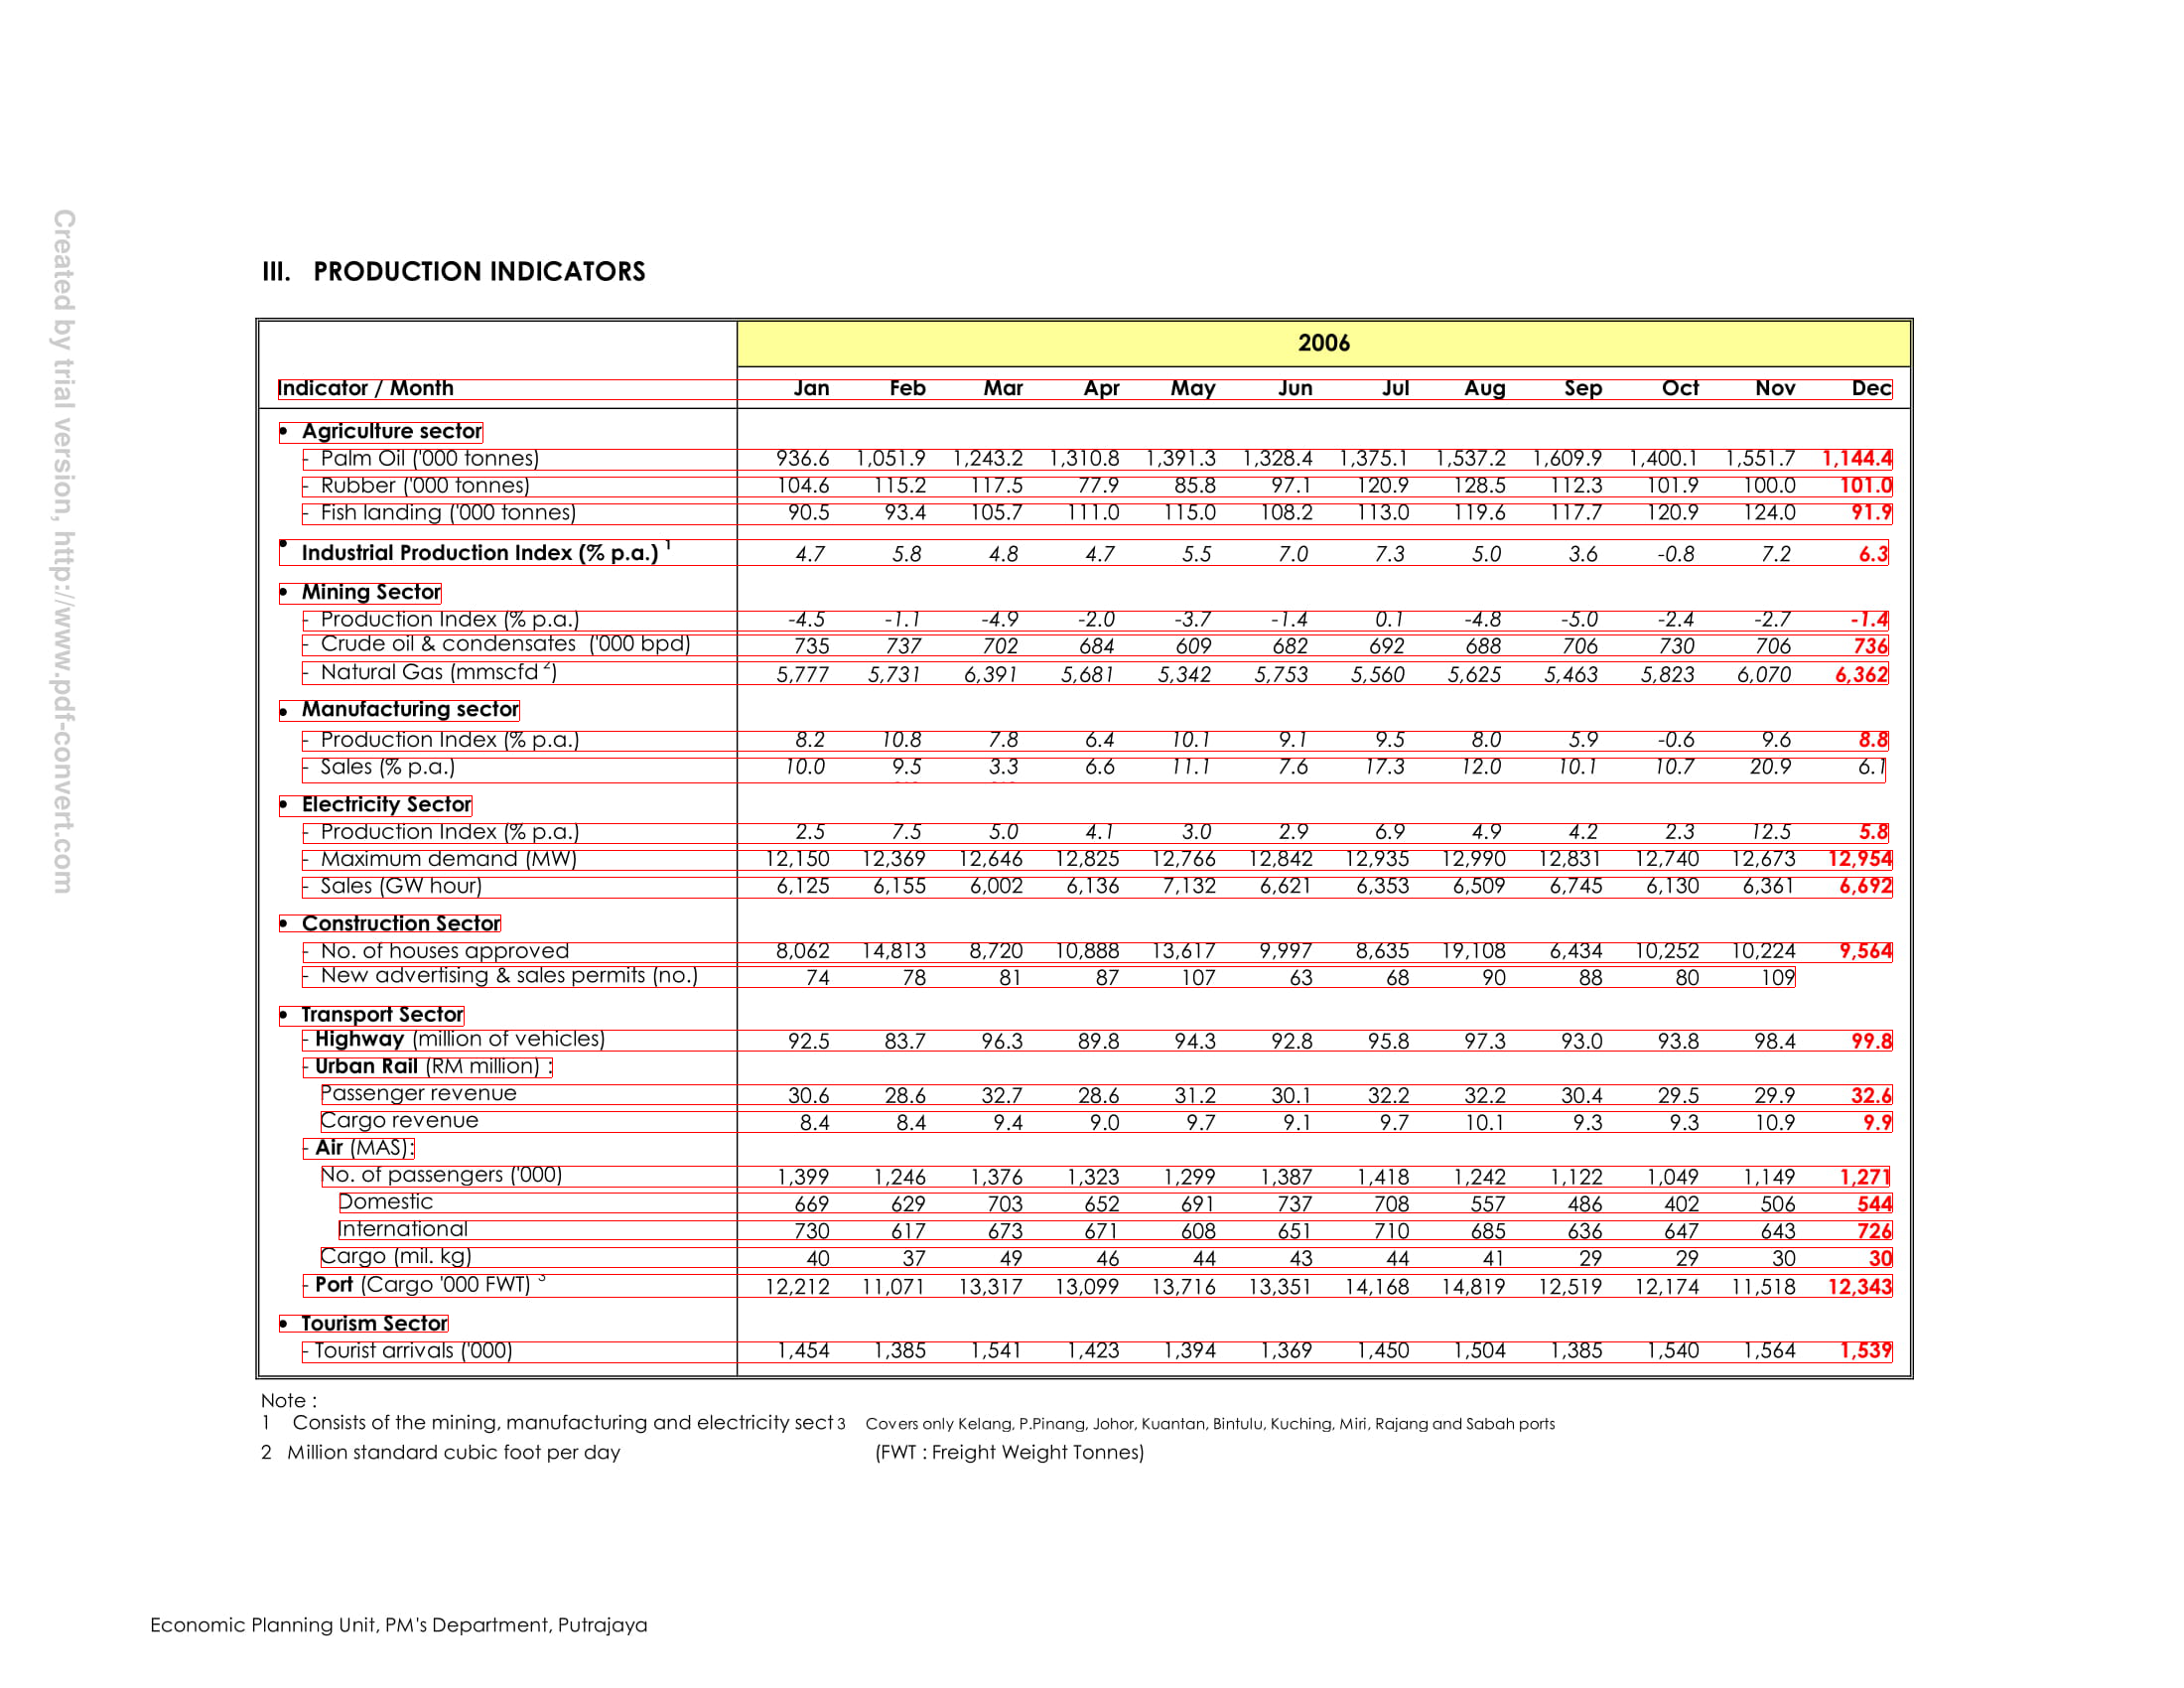 Created by trial version, http://www.pdf-convert.com
III. PRODUCTION INDICATORS
2006
Indicator / Month Jan Feb Mar Apr May Jun Jul Aug Sep Oct Nov Dec
• Agriculture sector
- Palm Oil ('000 tonnes) 936.6 1,051.9 1,243.2 1,310.8 1,391.3 1,328.4 1,375.1 1,537.2 1,609.9 1,400.1 1,551.7 1,144.4
- Rubber ('000 tonnes) 104.6 115.2 117.5 77.9 85.8 97.1 120.9 128.5 112.3 101.9 100.0 101.0
- Fish landing ('000 tonnes) 90.5 93.4 105.7 111.0 115.0 108.2 113.0 119.6 117.7 120.9 124.0 91.9
• Industrial Production Index (% p.a.) 1 4.7 5.8 4.8 4.7 5.5 7.0 7.3 5.0 3.6 -0.8 7.2 6.3
• Mining Sector
- Production Index (% p.a.) -4.5 -1.1 -4.9 -2.0 -3.7 -1.4 0.1 -4.8 -5.0 -2.4 -2.7 -1.4
- Crude oil & condensates ('000 bpd) 735 737 702 684 609 682 692 688 706 730 706 736
- Natural Gas (mmscfd 2) 5,777 5,731 6,391 5,681 5,342 5,753 5,560 5,625 5,463 5,823 6,070 6,362
• Manufacturing sector
- Production Index (% p.a.) 8.2 10.8 7.8 6.4 10.1 9.1 9.5 8.0 5.9 -0.6 9.6 8.8
- Sales (% p.a.) 10.0 9.5 3.3 6.6 11.1 7.6 17.3 12.0 10.1 10.7 20.9 6.1
• Electricity Sector
- Production Index (% p.a.) 2.5 7.5 5.0 4.1 3.0 2.9 6.9 4.9 4.2 2.3 12.5 5.8
- Maximum demand (MW) 12,150 12,369 12,646 12,825 12,766 12,842 12,935 12,990 12,831 12,740 12,673 12,954
- Sales (GW hour) 6,125 6,155 6,002 6,136 7,132 6,621 6,353 6,509 6,745 6,130 6,361 6,692
• Construction Sector
- No. of houses approved 8,062 14,813 8,720 10,888 13,617 9,997 8,635 19,108 6,434 10,252 10,224 9,564
- New advertising & sales permits (no.) 74 78 81 87 107 63 68 90 88 80 109
• Transport Sector
- Highway (million of vehicles) 92.5 83.7 96.3 89.8 94.3 92.8 95.8 97.3 93.0 93.8 98.4 99.8
- Urban Rail (RM million) :
Passenger revenue 30.6 28.6 32.7 28.6 31.2 30.1 32.2 32.2 30.4 29.5 29.9 32.6
Cargo revenue 8.4 8.4 9.4 9.0 9.7 9.1 9.7 10.1 9.3 9.3 10.9 9.9
- Air (MAS):
No. of passengers ('000) 1,399 1,246 1,376 1,323 1,299 1,387 1,418 1,242 1,122 1,049 1,149 1,271
Domestic 669 629 703 652 691 737 708 557 486 402 506 544
International 730 617 673 671 608 651 710 685 636 647 643 726
Cargo (mil. kg) 40 37 49 46 44 43 44 41 29 29 30 30
- Port (Cargo '000 FWT) 3 12,212 11,071 13,317 13,099 13,716 13,351 14,168 14,819 12,519 12,174 11,518 12,343
• Tourism Sector
- Tourist arrivals ('000) 1,454 1,385 1,541 1,423 1,394 1,369 1,450 1,504 1,385 1,540 1,564 1,539
Note :
1 Consists of the mining, manufacturing and electricity sect 3 Covers only Kelang, P.Pinang, Johor, Kuantan, Bintulu, Kuching, Miri, Rajang and Sabah ports
2 Million standard cubic foot per day (FWT : Freight Weight Tonnes)
Economic Planning Unit, PM's Department, Putrajaya